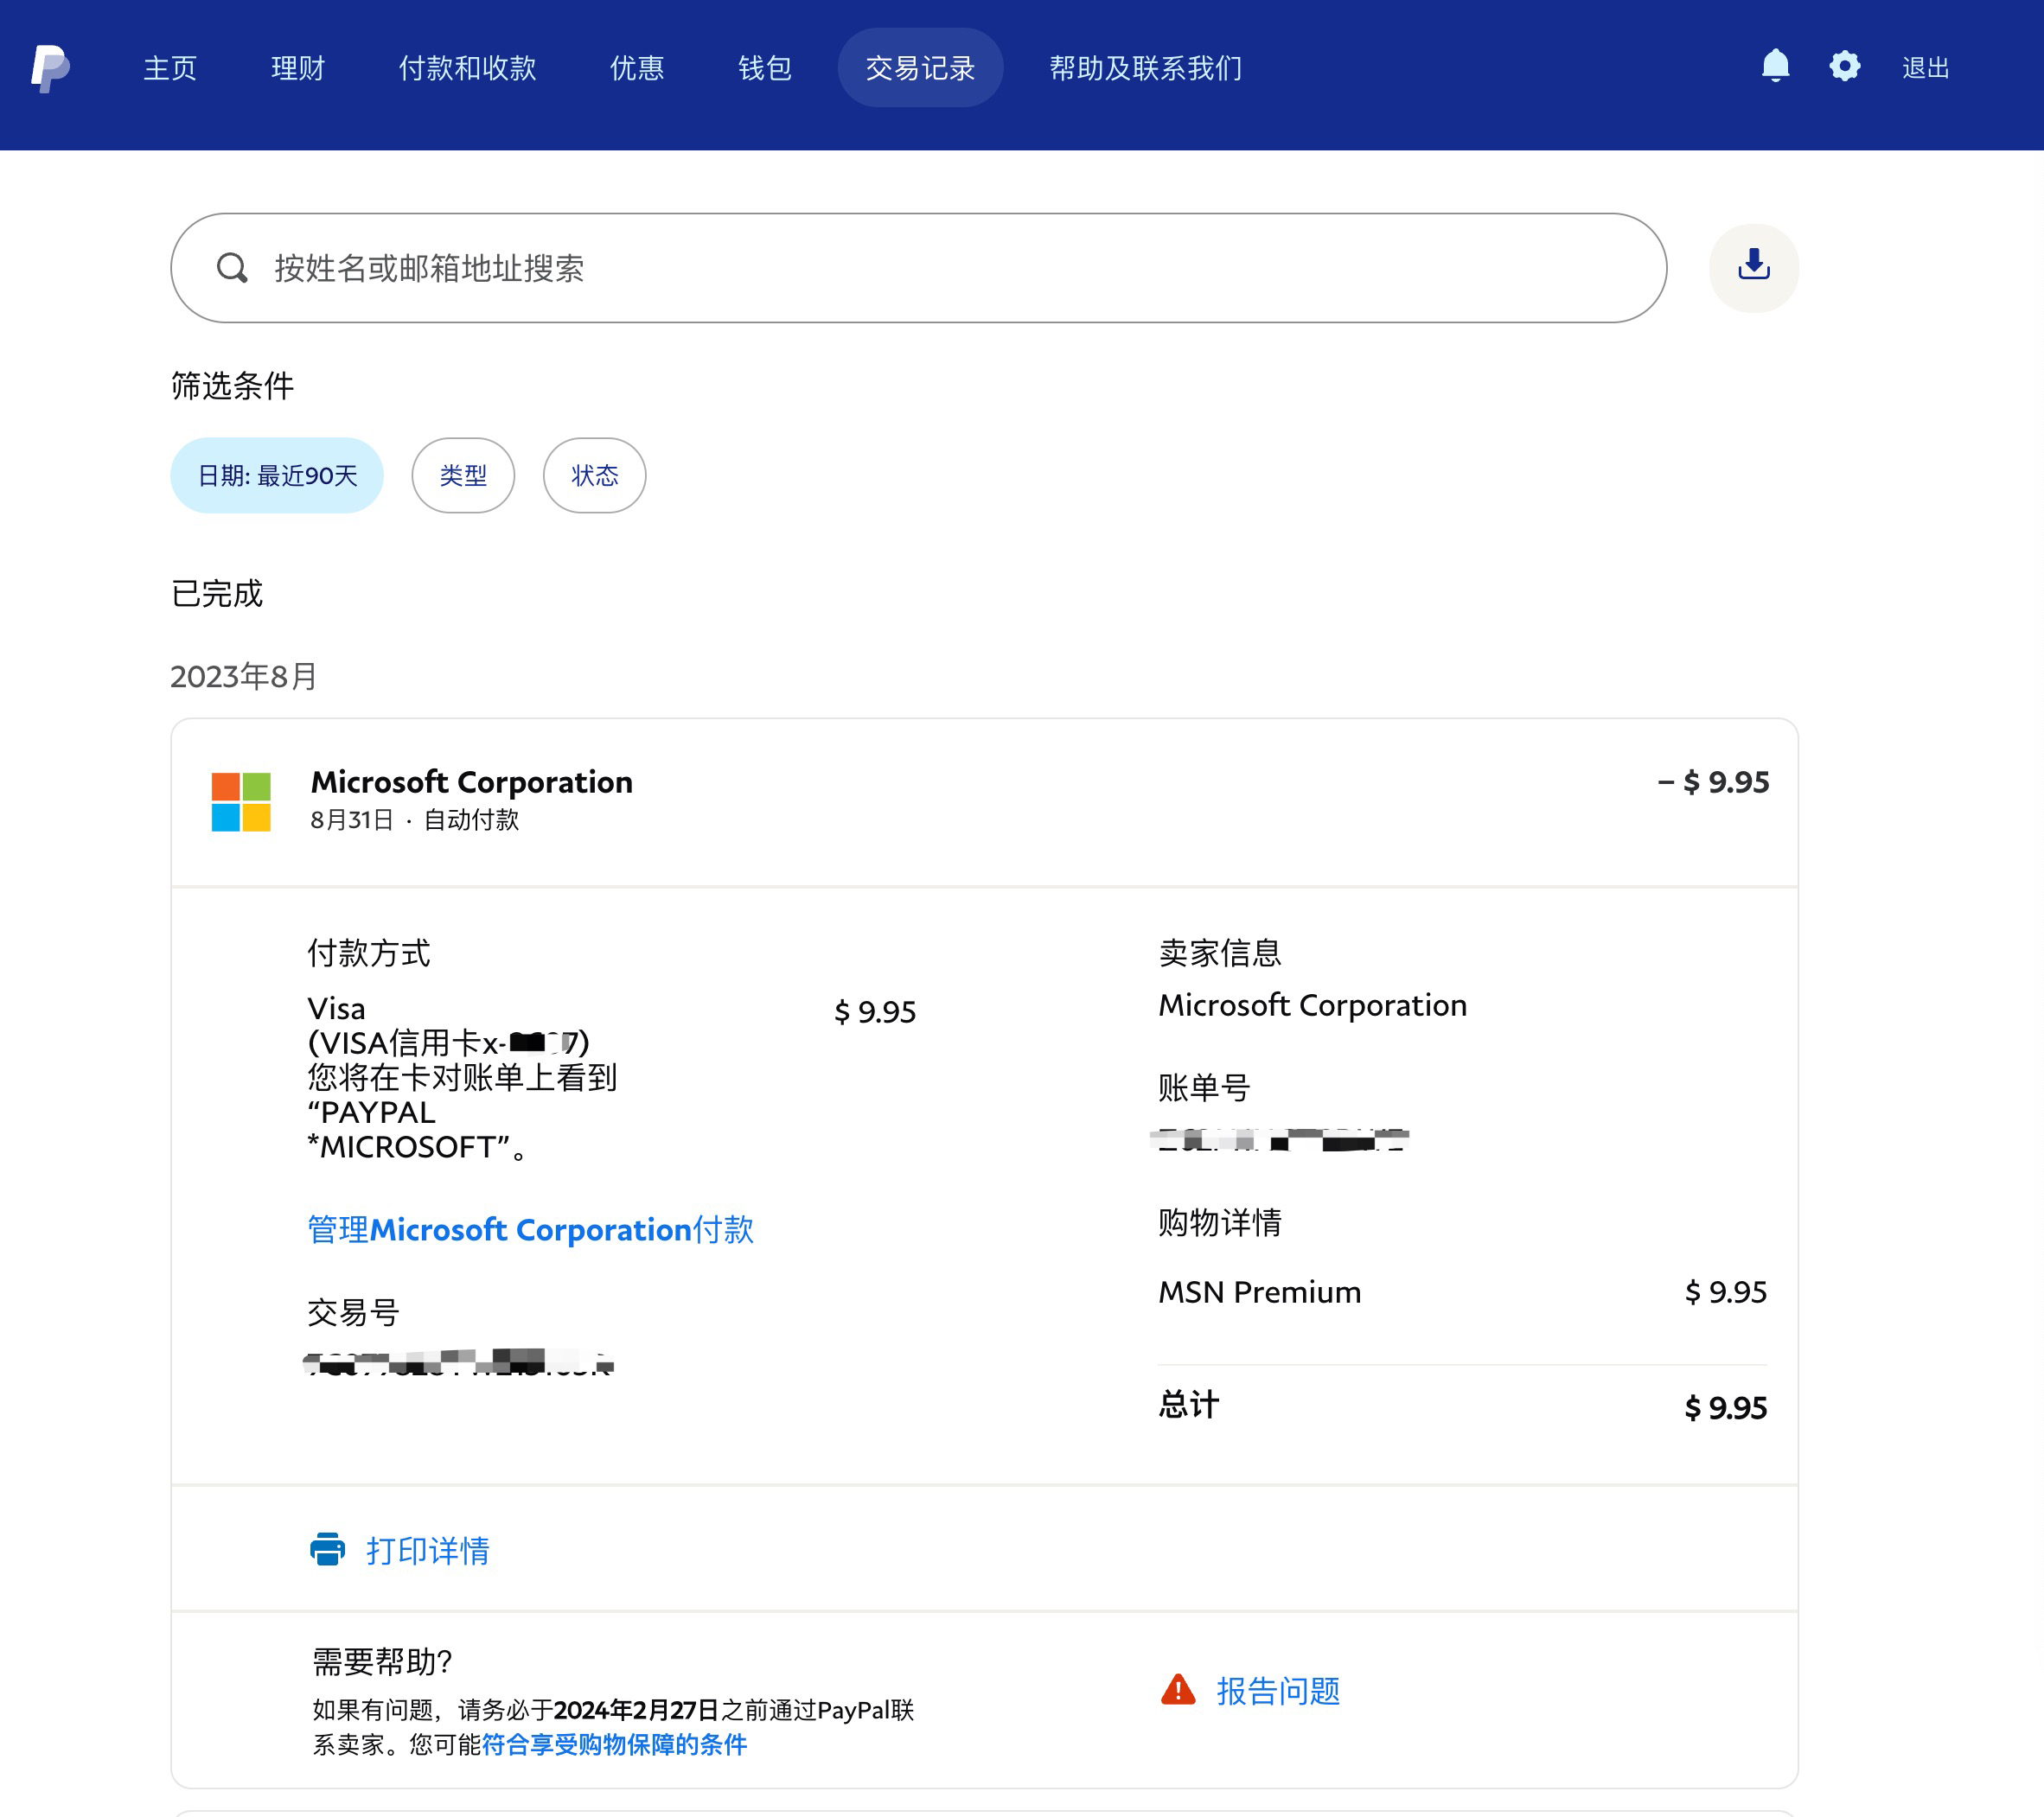 主页 理财 付款和收款 优惠 钱包 交易记录 帮助及联系我们 退出
按姓名或邮箱地址搜索
筛选条件
日期: 最近90天 类型 状态
已完成
2023年8月
Microsoft Corporation
8月31日 · 自动付款
– $ 9.95
付款方式
Visa
$ 9.95
(VISA信用卡x-
您将在卡对账单上看到
“PAYPAL
*MICROSOFT”。
管理Microsoft Corporation付款
交易号
卖家信息
Microsoft Corporation
账单号
购物详情
MSN Premium $ 9.95
总计 $ 9.95
打印详情
需要帮助?
如果有问题，请务必于2024年2月27日之前通过PayPal联
系卖家。您可能符合享受购物保障的条件
报告问题